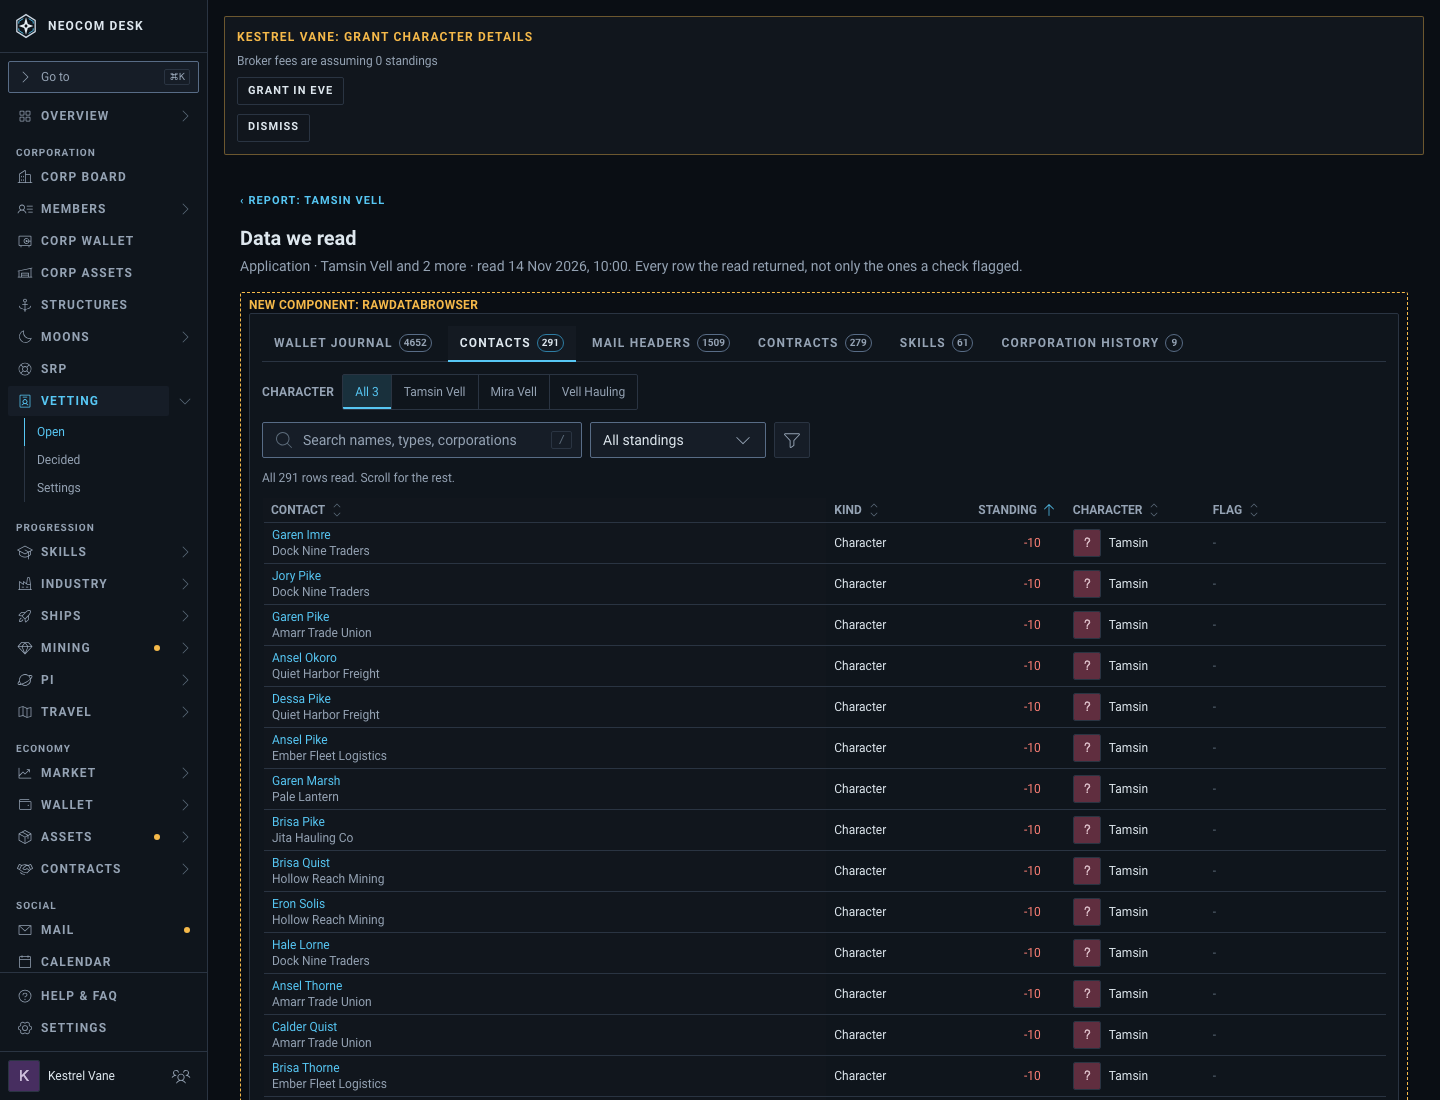 NEOCOM DESK
Go to ⌘K
OVERVIEW
CORPORATION
CORP BOARD
MEMBERS
CORP WALLET
CORP ASSETS
STRUCTURES
MOONS
SRP
VETTING
Open
Decided
Settings
PROGRESSION
SKILLS
INDUSTRY
SHIPS
MINING
PI
TRAVEL
ECONOMY
MARKET
WALLET
ASSETS
CONTRACTS
SOCIAL
MAIL
CALENDAR
HELP & FAQ
SETTINGS
K Kestrel Vane
KESTREL VANE: GRANT CHARACTER DETAILS
Broker fees are assuming 0 standings
GRANT IN EVE
DISMISS
‹ REPORT: TAMSIN VELL
Data we read
Application · Tamsin Vell and 2 more · read 14 Nov 2026, 10:00. Every row the read returned, not only the ones a check flagged.
NEW COMPONENT: RAWDATABROWSER
WALLET JOURNAL 4652 CONTACTS 291 MAIL HEADERS 1509 CONTRACTS 279 SKILLS 61 CORPORATION HISTORY 9
CHARACTER All 3 Tamsin Vell Mira Vell Vell Hauling
Search names, types, corporations / All standings
All 291 rows read. Scroll for the rest.
CONTACT KIND STANDING CHARACTER FLAG
Garen Imre
Dock Nine Traders
Character -10 ? Tamsin -
Jory Pike
Dock Nine Traders
Character -10 ? Tamsin -
Garen Pike
Amarr Trade Union
Character -10 ? Tamsin -
Ansel Okoro
Quiet Harbor Freight
Character -10 ? Tamsin -
Dessa Pike
Quiet Harbor Freight
Character -10 ? Tamsin -
Ansel Pike
Ember Fleet Logistics
Character -10 ? Tamsin -
Garen Marsh
Pale Lantern
Character -10 ? Tamsin -
Brisa Pike
Jita Hauling Co
Character -10 ? Tamsin -
Brisa Quist
Hollow Reach Mining
Character -10 ? Tamsin -
Eron Solis
Hollow Reach Mining
Character -10 ? Tamsin -
Hale Lorne
Dock Nine Traders
Character -10 ? Tamsin -
Ansel Thorne
Amarr Trade Union
Character -10 ? Tamsin -
Calder Quist
Amarr Trade Union
Character -10 ? Tamsin -
Brisa Thorne
Ember Fleet Logistics
Character -10 ? Tamsin -